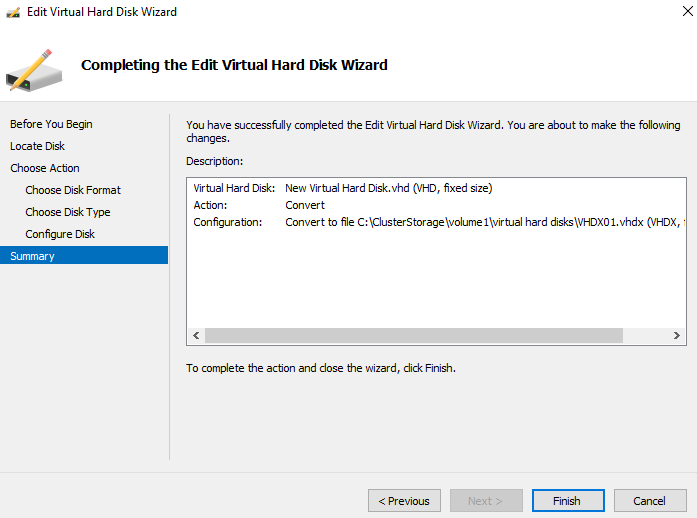 Edit Virtual Hard Disk Wizard
Completing the Edit Virtual Hard Disk Wizard
Before You Begin
Locate Disk
Choose Action
Choose Disk Format
Choose Disk Type
Configure Disk
Summary
You have successfully completed the Edit Virtual Hard Disk Wizard. You are about to make the following
changes.
Description:
Virtual Hard Disk: New Virtual Hard Disk.vhd (VHD, fixed size)
Action: Convert
Configuration: Convert to file C:\ClusterStorage\volume1\virtual hard disks\VHDX01.vhdx (VHDX,
To complete the action and close the wizard, click Finish.
< Previous
Next >
Finish
Cancel